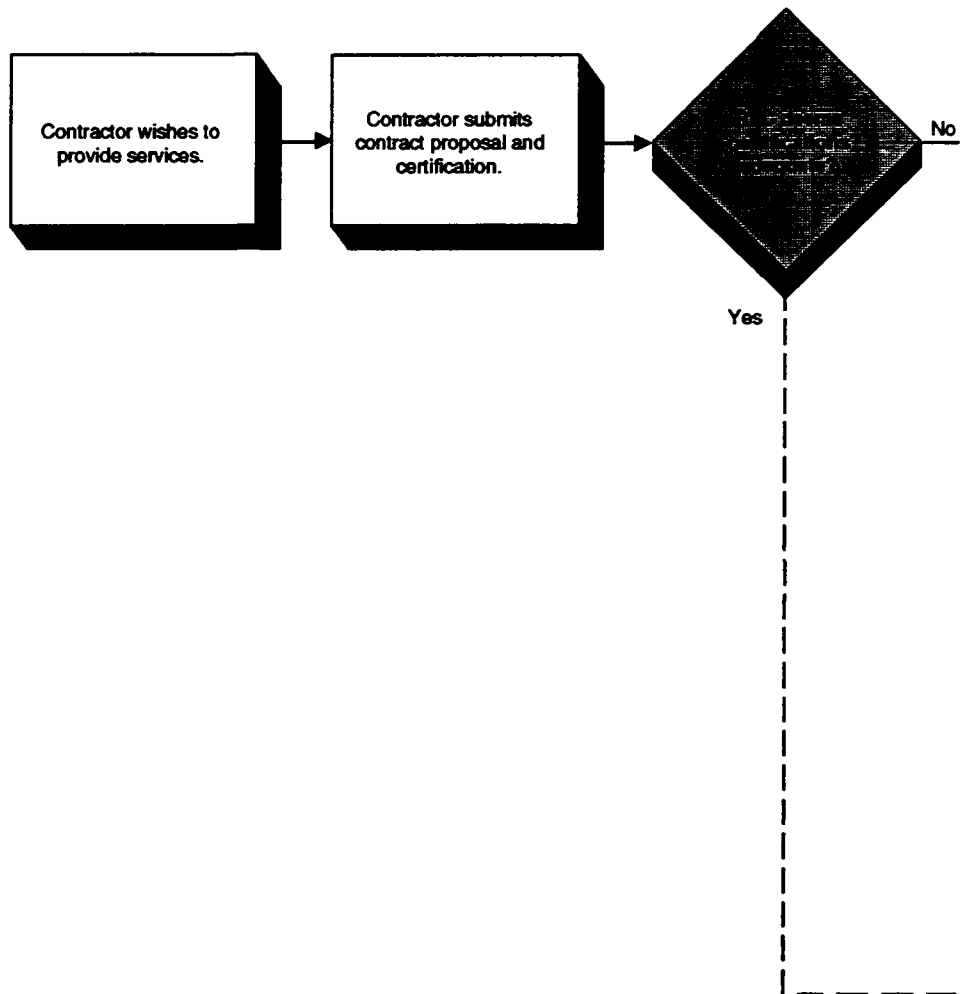 Contractor wishes to
provide services.
Contractor submits
contract proposal and
certification.
No
Yes